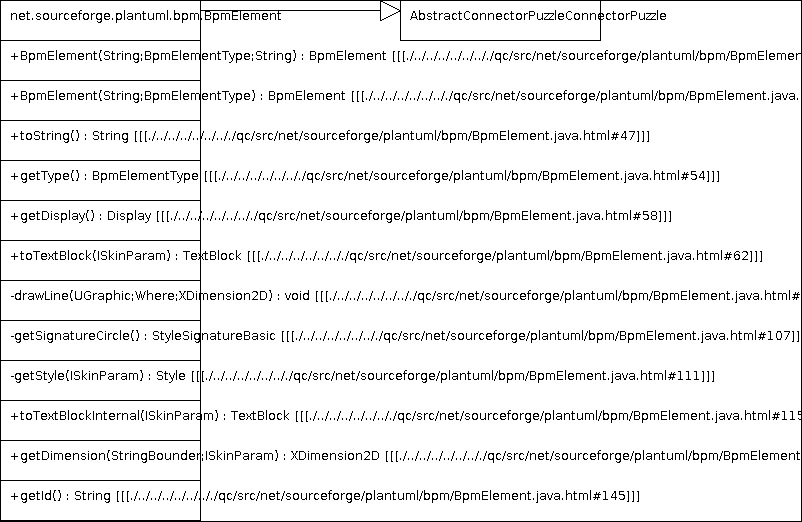 net.sourceforge.plantuml.bpm.BpmElement
AbstractConnectorPuzzleConnectorPuzzle
+BpmElement(String;BpmElementType;String) : BpmElement [[[./../../../../../../qc/src/net/sourceforge/plantuml/bpm/BpmElemen
+BpmElement(String;BpmElementType) : BpmElement [[[./../../../../../../qc/src/net/sourceforge/plantuml/bpm/BpmElement.java.
+toString() : String [[[./../../../../../../qc/src/net/sourceforge/plantuml/bpm/BpmElement.java.html#47]]]
+getType() : BpmElementType [[[./../../../../../../qc/src/net/sourceforge/plantuml/bpm/BpmElement.java.html#54]]]
+getDisplay() : Display [[[./../../../../../../qc/src/net/sourceforge/plantuml/bpm/BpmElement.java.html#58]]]
+toTextBlock(ISkinParam) : TextBlock [[[./../../../../../../qc/src/net/sourceforge/plantuml/bpm/BpmElement.java.html#62]]]
-drawLine(UGraphic;Where;XDimension2D) : void [[[./../../../../../../qc/src/net/sourceforge/plantuml/bpm/BpmElement.java.html#
-getSignatureCircle() : StyleSignatureBasic [[[./../../../../../../qc/src/net/sourceforge/plantuml/bpm/BpmElement.java.html#107]]
-getStyle(ISkinParam) : Style [[[./../../../../../../qc/src/net/sourceforge/plantuml/bpm/BpmElement.java.html#111]]]
+toTextBlockInternal(ISkinParam) : TextBlock [[[./../../../../../../qc/src/net/sourceforge/plantuml/bpm/BpmElement.java.html#115
+getDimension(StringBounder;ISkinParam) : XDimension2D [[[./../../../../../../qc/src/net/sourceforge/plantuml/bpm/BpmElement
+getId() : String [[[./../../../../../../qc/src/net/sourceforge/plantuml/bpm/BpmElement.java.html#145]]]